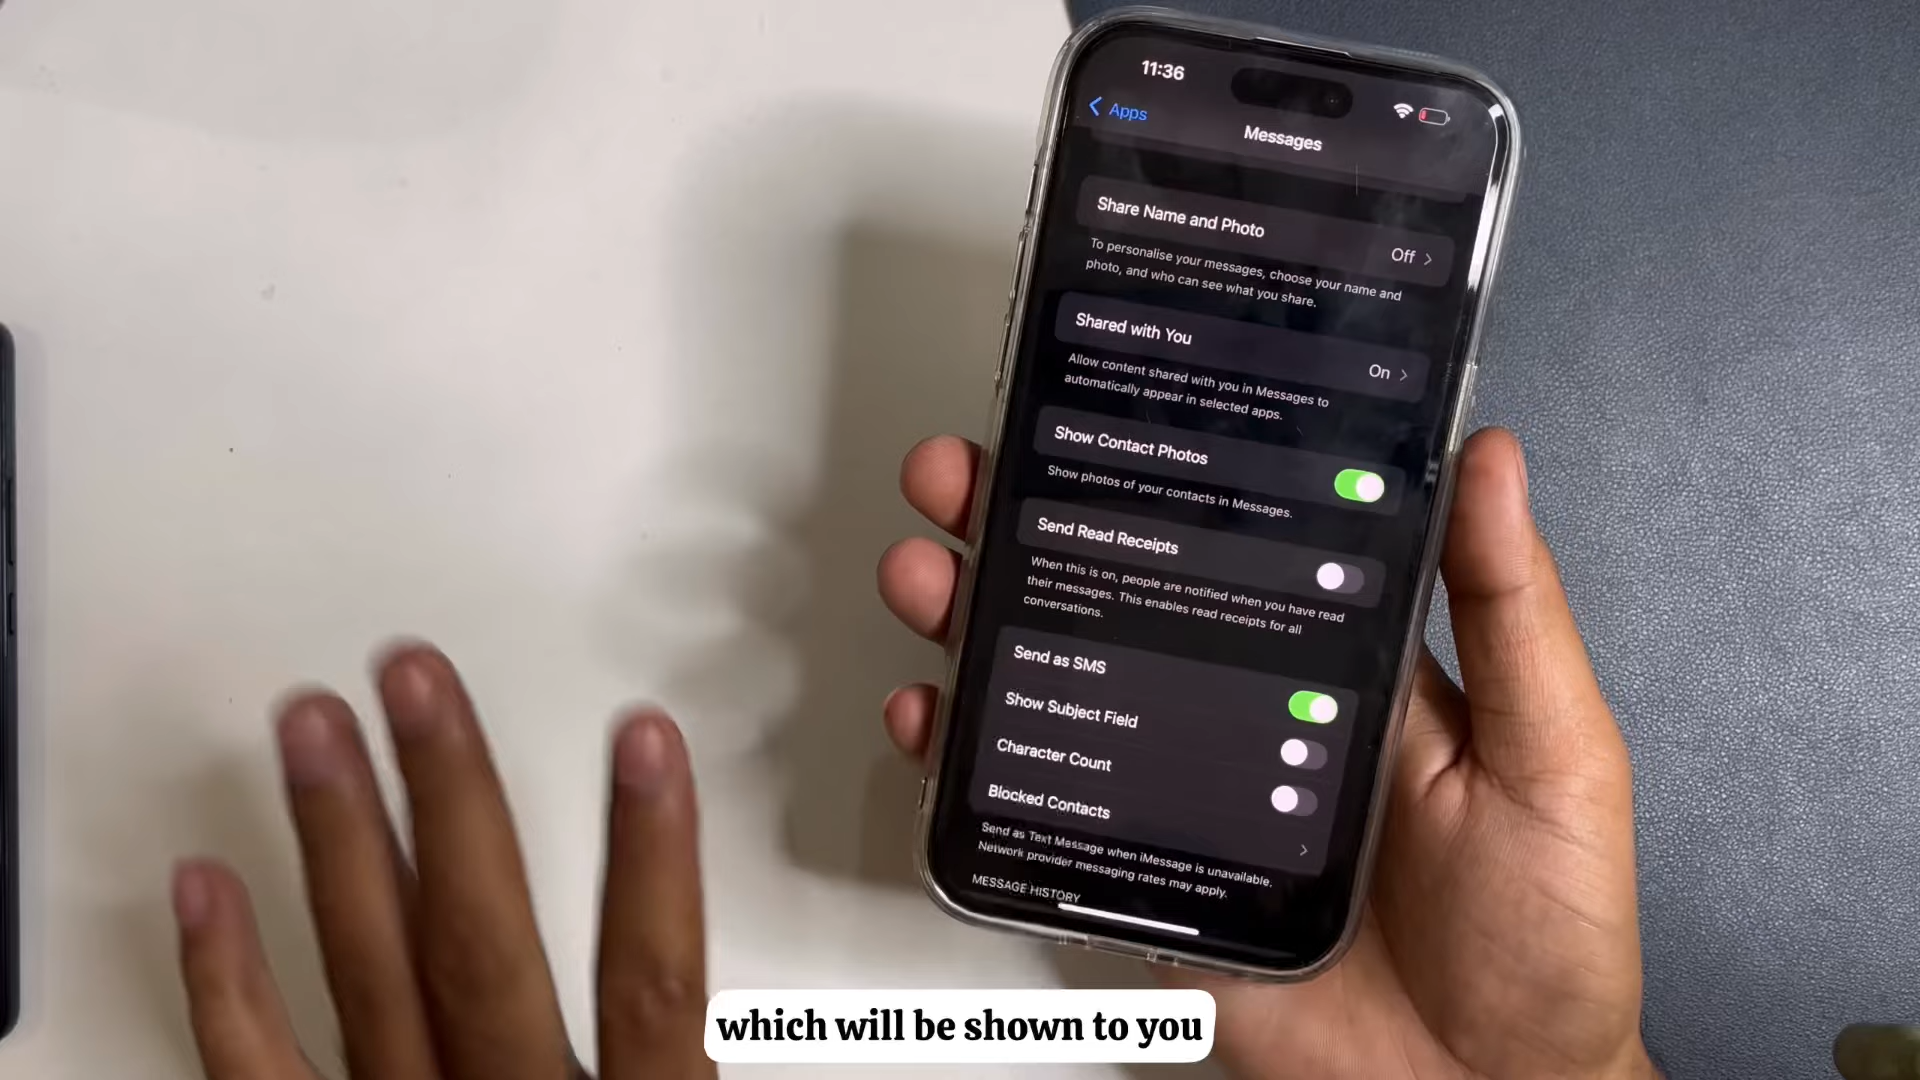 11:36
Apps
Messages
Share Name and Photo
Off
To personalise your messages, choose your name and
photo, and who can see what you share.
Shared with You
On
Allow content shared with you in Messages to
automatically appear in selected apps.
Show Contact Photos
Show photos of your contacts in Messages.
Send Read Receipts
When this is on, people are notified when you have read
their messages. This enables read receipts for all
conversations.
Send as SMS
Show Subject Field
Character Count
Blocked Contacts
Send as Text Message when iMessage is unavailable.
Network provider messaging rates may apply.
MESSAGE HISTORY
which will be shown to you